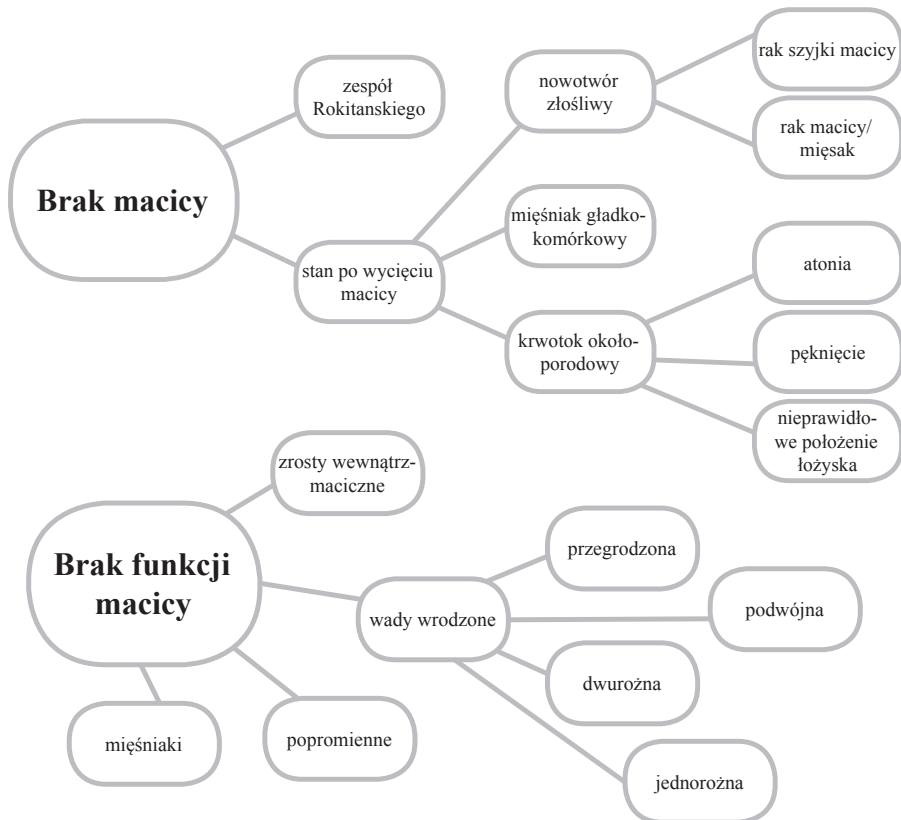 Brak macicy
zespół
Rokitanskiego
stan po wycięciu
macicy
nowotwór
złośliwy
rak szyjki macicy
rak macicy/
mięsak
mięśniak gładko-
komórkowy
krwotok około-
porodowy
atonia
pęknięcie
nieprawidło-
we położenie
łożyska
Brak funkcji
macicy
zrosty wewnątrz-
maciczne
wady wrodzone
przegrodzona
podwójna
dwurożna
jednorożna
popromienne
mięśniaki